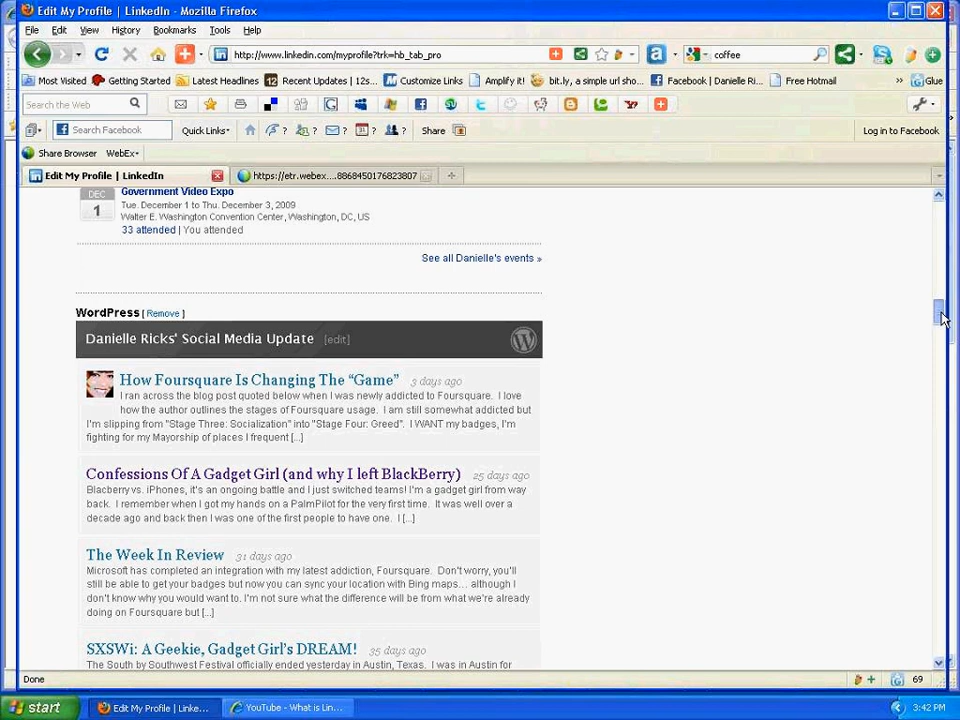 Edit My Profile | LinkedIn - Mozilla Firefox
File Edit View History Bookmarks Tools Help
http://www.linkedin.com/myprofile?trk=hb_tab_pro
coffee
Most Visited Getting Started Latest Headlines Recent Updates | 12s... Customize Links Amplify it! bit.ly, a simple url sho... Facebook | Danielle Ri... Free Hotmail » Glue
Search the Web
Search Facebook Quick Links Share Log in to Facebook
Share Browser WebEx
Edit My Profile | LinkedIn https://etr.webex....8868450176823807
Government Video Expo
DEC
1
Tue. December 1 to Thu. December 3, 2009
Walter E. Washington Convention Center, Washington, DC, US
33 attended | You attended
See all Danielle's events »
WordPress [ Remove ]
Danielle Ricks' Social Media Update [edit]
How Foursquare Is Changing The “Game” 3 days ago
I ran across the blog post quoted below when I was newly addicted to Foursquare. I love
how the author outlines the stages of Foursquare usage. I am still somewhat addicted but
I'm slipping from "Stage Three: Socialization" into "Stage Four: Greed". I WANT my badges, I'm
fighting for my Mayorship of places I frequent [...]
Confessions Of A Gadget Girl (and why I left BlackBerry) 25 days ago
Blacberry vs. iPhones, it's an ongoing battle and I just switched teams! I'm a gadget girl from way
back. I remember when I got my hands on a PalmPilot for the very first time. It was well over a
decade ago and back then I was one of the first people to have one. I [...]
The Week In Review 31 days ago
Microsoft has completed an integration with my latest addiction, Foursquare. Don't worry, you'll
still be able to get your badges but now you can sync your location with Bing maps... although I
don't know why you would want to. I'm not sure what the difference will be from what we're already
doing on Foursquare but [...]
SXSWi: A Geekie, Gadget Girl’s DREAM! 35 days ago
The South by Southwest Festival officially ended yesterday in Austin, Texas. I was in Austin for
Done 69
start Edit My Profile | Linke... YouTube - What is Lin... 3:42 PM